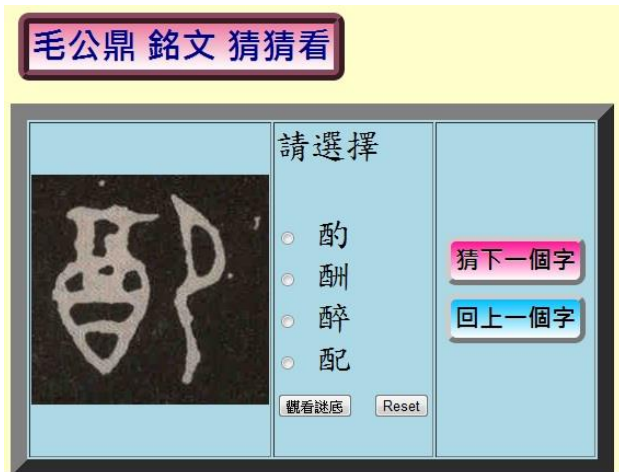 毛公鼎 銘文 猜猜看
請選擇
酌
酬
醉
配
觀看謎底 Reset
猜下一個字
回上一個字